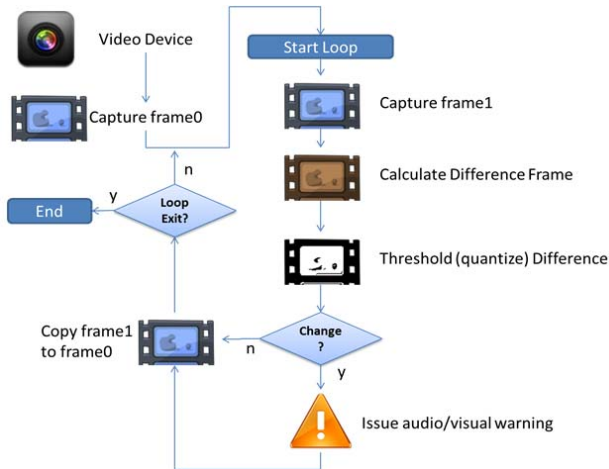 Video Device
Start Loop
Capture frame0
Capture frame1
n
Calculate Difference Frame
y
End
Loop
Exit?
Threshold (quantize) Difference
Copy frame1
to frame0
Change
?
n
y
Issue audio/visual warning